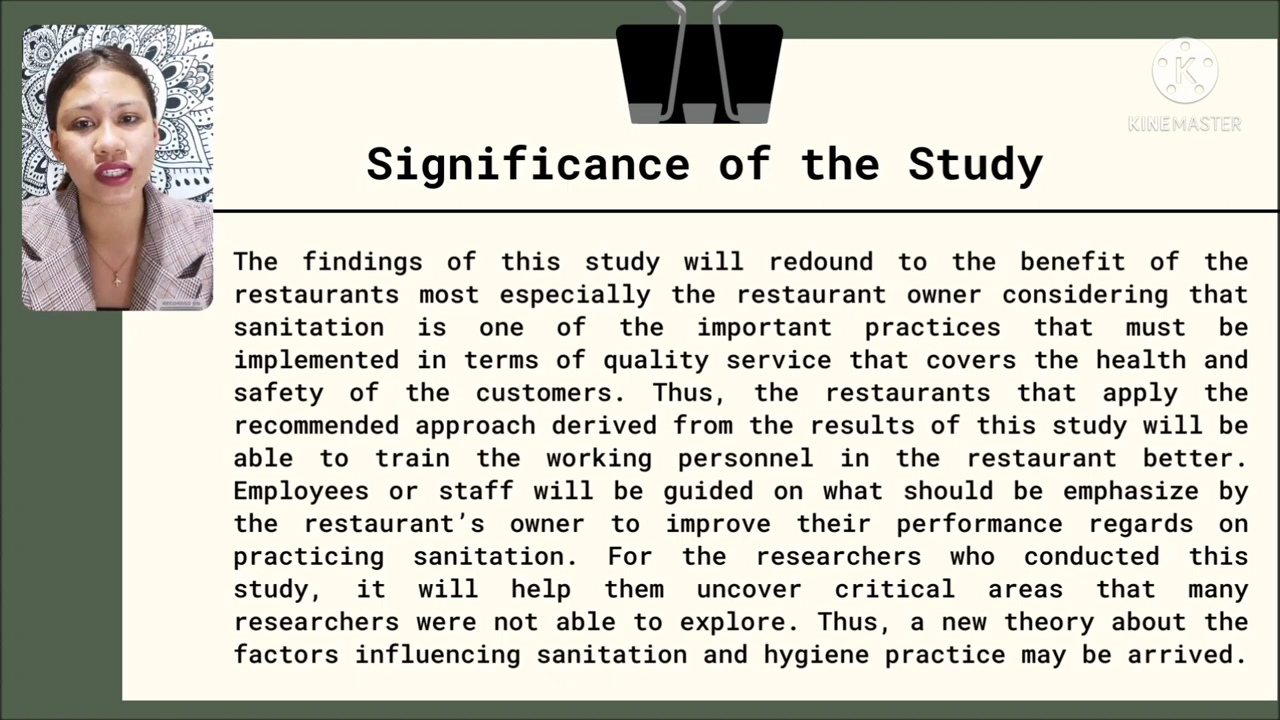 KINEMASTER
Significance of the Study
The findings of this study will redound to the benefit of the
restaurants most especially the restaurant owner considering that
sanitation is one of the important practices that must be
implemented in terms of quality service that covers the health and
safety of the customers. Thus, the restaurants that apply the
recommended approach derived from the results of this study will be
able to train the working personnel in the restaurant better.
Employees or staff will be guided on what should be emphasize by
the restaurant’s owner to improve their performance regards on
practicing sanitation. For the researchers who conducted this
study, it will help them uncover critical areas that many
researchers were not able to explore. Thus, a new theory about the
factors influencing sanitation and hygiene practice may be arrived.